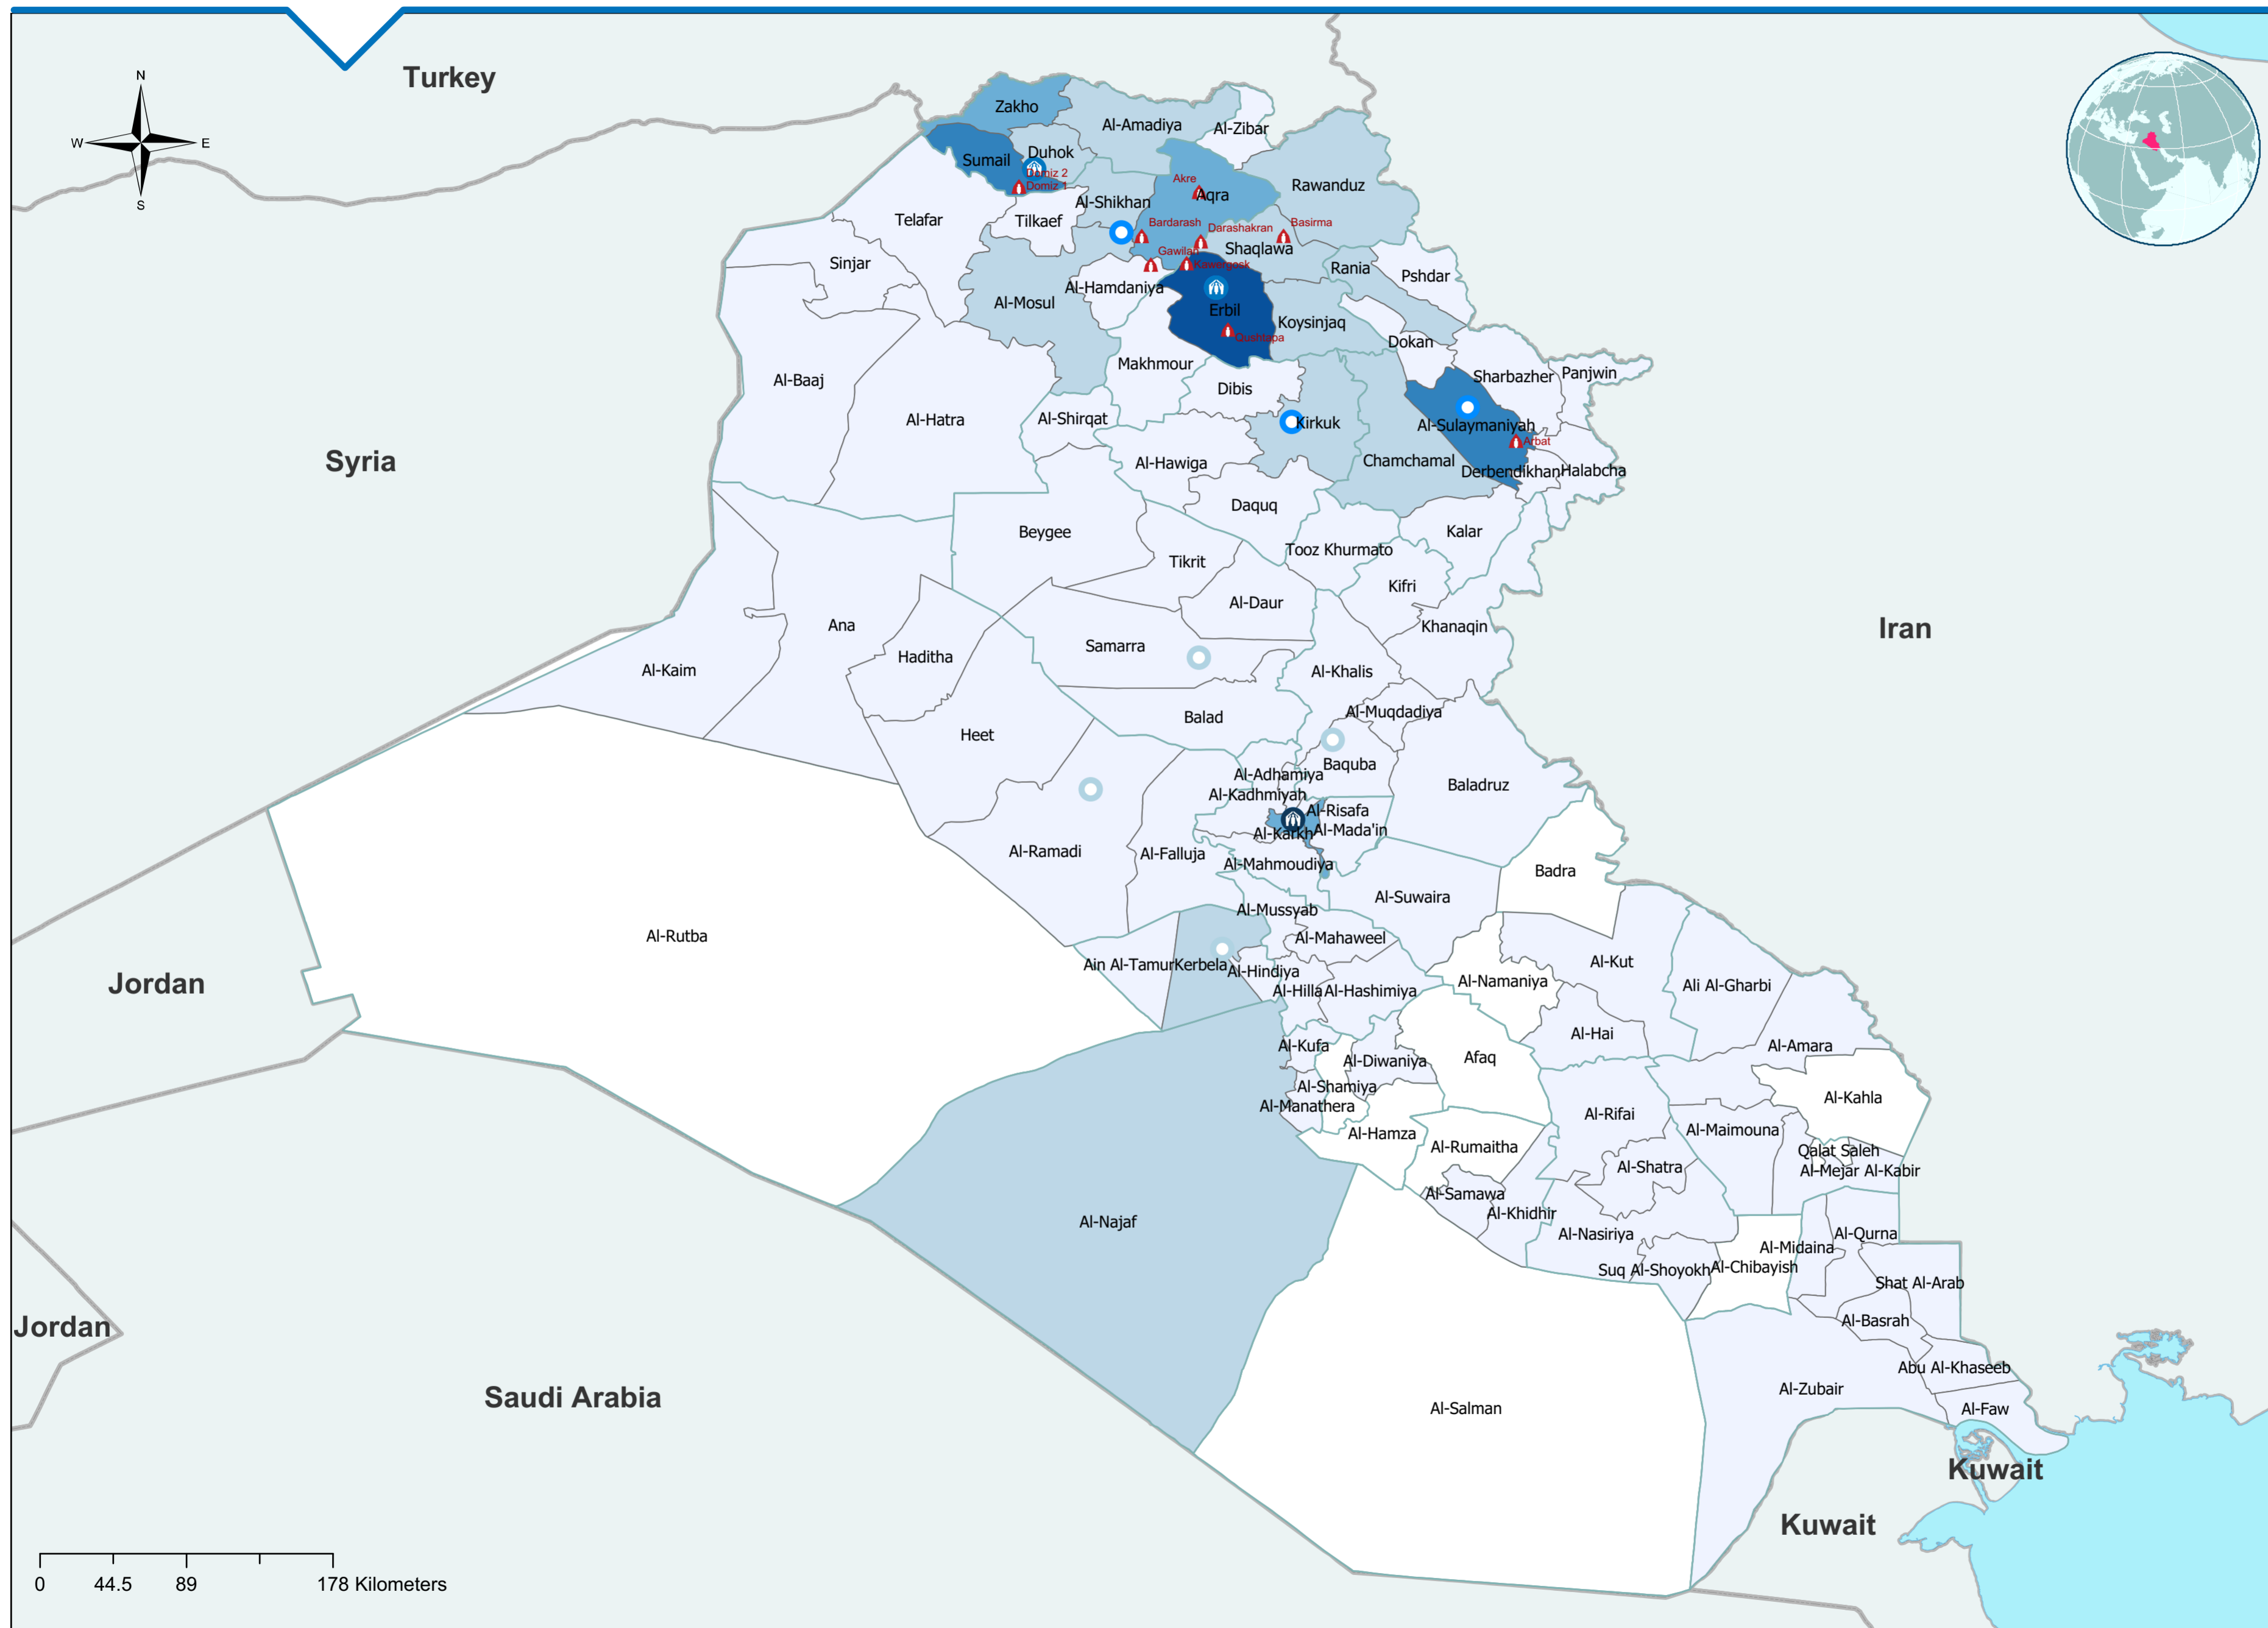 Turkey
N
W
E
S
Zakho
Al-Amadiya
Al-Zibar
Duhok
Sumail
Domiz 2
Domiz 1
Akre
Aqra
Rawanduz
Al-Shikhan
Telafar
Tilkaef
Bardarash
Darashakran
Basirma
Shaqlawa
Gawilan
Kawergosk
Sinjar
Rania
Pshdar
Al-Hamdaniya
Al-Mosul
Erbil
Koysinjaq
Qushtapa
Dokan
Makhmour
Al-Baaj
Dibis
Sharbazher
Panjwin
Al-Hatra
Al-Shirqat
Kirkuk
Al-Sulaymaniyah
Arbat
Syria
Al-Hawiga
Chamchamal
Derbendikhan
Halabcha
Daquq
Beygee
Kalar
Tooz Khurmato
Tikrit
Kifri
Al-Daur
Ana
Khanaqin
Iran
Samarra
Haditha
Al-Kaim
Al-Khalis
Al-Muqdadiya
Balad
Heet
Baquba
Al-Adhamiya
Baladruz
Al-Kadhmiyah
Al-Risafa
Al-Karkh
Al-Mada'in
Al-Ramadi
Al-Falluja
Al-Mahmoudiya
Badra
Al-Suwaira
Al-Mussyab
Al-Rutba
Al-Mahaweel
Ain Al-Tamur
Kerbela
Al-Hindiya
Al-Kut
Jordan
Al-Namaniya
Ali Al-Gharbi
Al-Hilla
Al-Hashimiya
Al-Hai
Al-Kufa
Al-Amara
Afaq
Al-Diwaniya
Al-Shamiya
Al-Kahla
Al-Manathera
Al-Rifai
Al-Hamza
Al-Maimouna
Al-Rumaitha
Qalat Saleh
Al-Shatra
Al-Mejar Al-Kabir
Al-Samawa
Al-Khidhir
Al-Najaf
Al-Nasiriya
Al-Qurna
Al-Midaina
Suq Al-Shoyokh
Al-Chibayish
Shat Al-Arab
Al-Basrah
Jordan
Abu Al-Khaseeb
Al-Zubair
Saudi Arabia
Al-Salman
Al-Faw
Kuwait
Kuwait
0 44.5 89 178 Kilometers